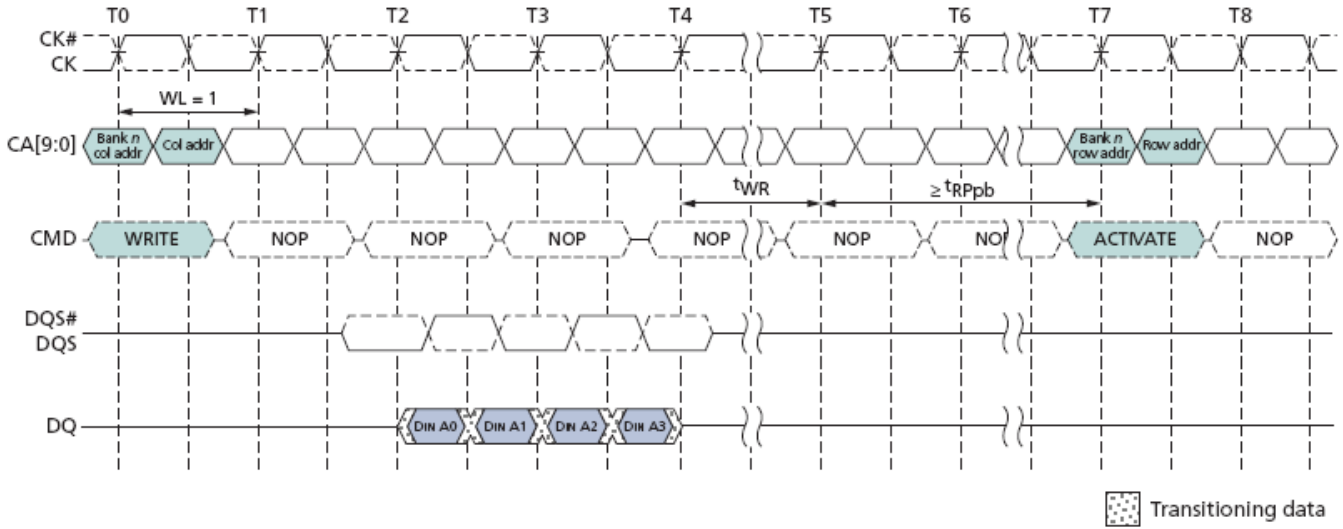 T0 T1 T2 T3 T4 T5 T6 T7 T8
CK#
CK
WL = 1
CA[9:0]
Bank n
col addr
Col addr
Bank n
row addr
Row addr
tWR
≥ tRPpb
CMD
WRITE NOP NOP NOP NOP NOP NOP ACTIVATE NOP
DQS#
DQS
DQ
DIN A0 DIN A1 DIN A2 DIN A3
Transitioning data